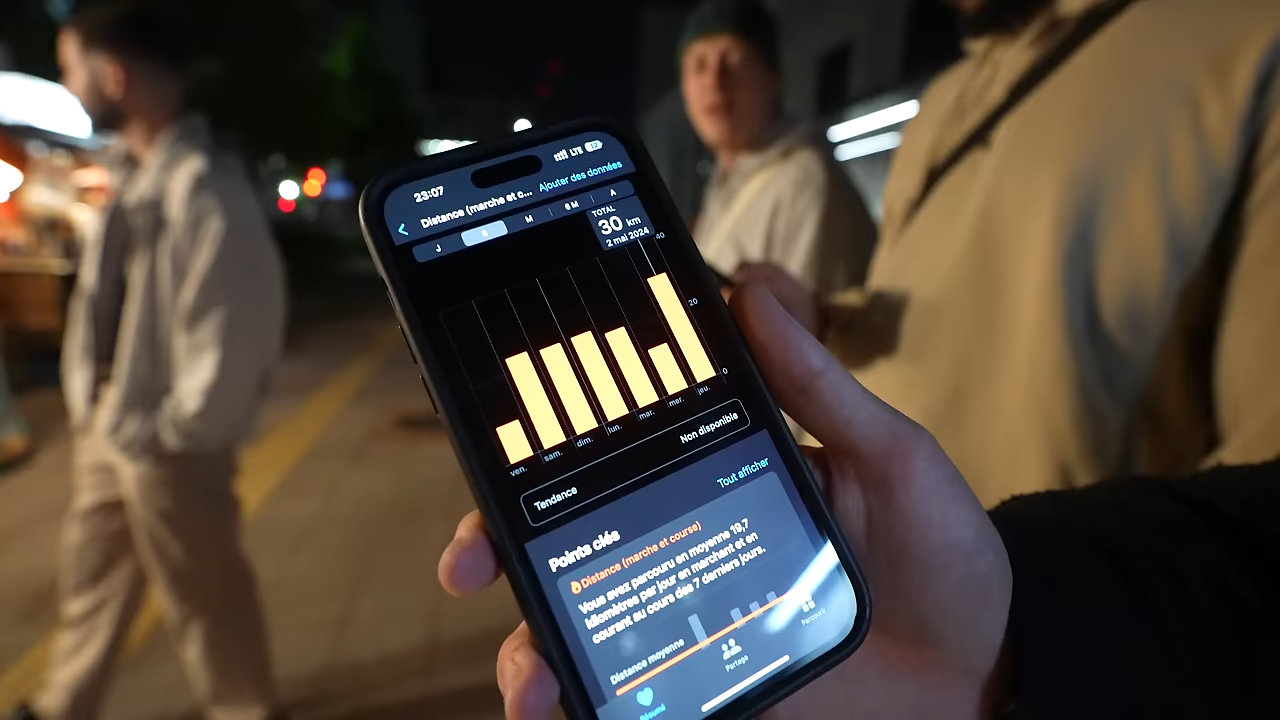 23:07
LTE
Distance (marche et c...
Ajouter des données
J
S
M
6 M
A
TOTAL
30 km
2 mai 2024
40
20
0
ven.
sam.
dim.
lun.
mar.
mer.
jeu.
Tendance
Non disponible
Points clés
Tout afficher
Distance (marche et course)
Vous avez parcouru en moyenne 19,7
kilomètres par jour en marchant et en
courant au cours des 7 derniers jours.
Distance moyenne
Résumé
Partage
Parcourir